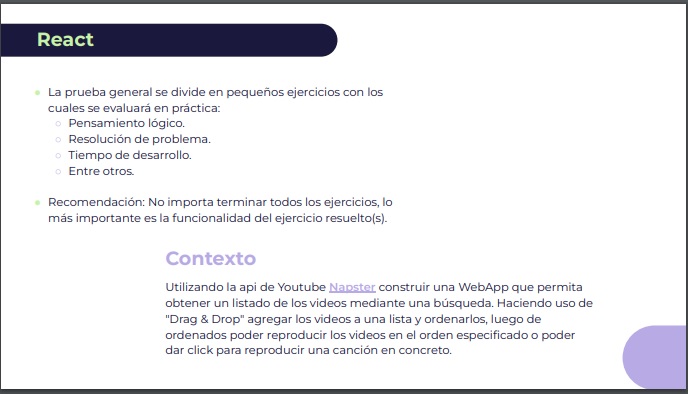 React
La prueba general se divide en pequeños ejercicios con los
cuales se evaluará en práctica:
Pensamiento lógico.
Resolución de problema.
Tiempo de desarrollo.
Entre otros.
Recomendación: No importa terminar todos los ejercicios, lo
más importante es la funcionalidad del ejercicio resuelto(s).
Contexto
Utilizando la api de Youtube Napster construir una WebApp que permita
obtener un listado de los videos mediante una búsqueda. Haciendo uso de
"Drag & Drop" agregar los videos a una lista y ordenarlos, luego de
ordenados poder reproducir los videos en el orden especificado o poder
dar click para reproducir una canción en concreto.